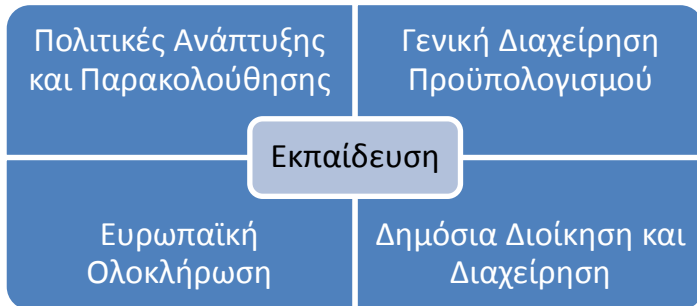 Πολιτικές Ανάπτυξης
και Παρακολούθησης
Γενική Διαχείρηση
Προϋπολογισμού
Εκπαίδευση
Ευρωπαϊκή
Ολοκλήρωση
Δημόσια Διοίκηση και
Διαχείρηση